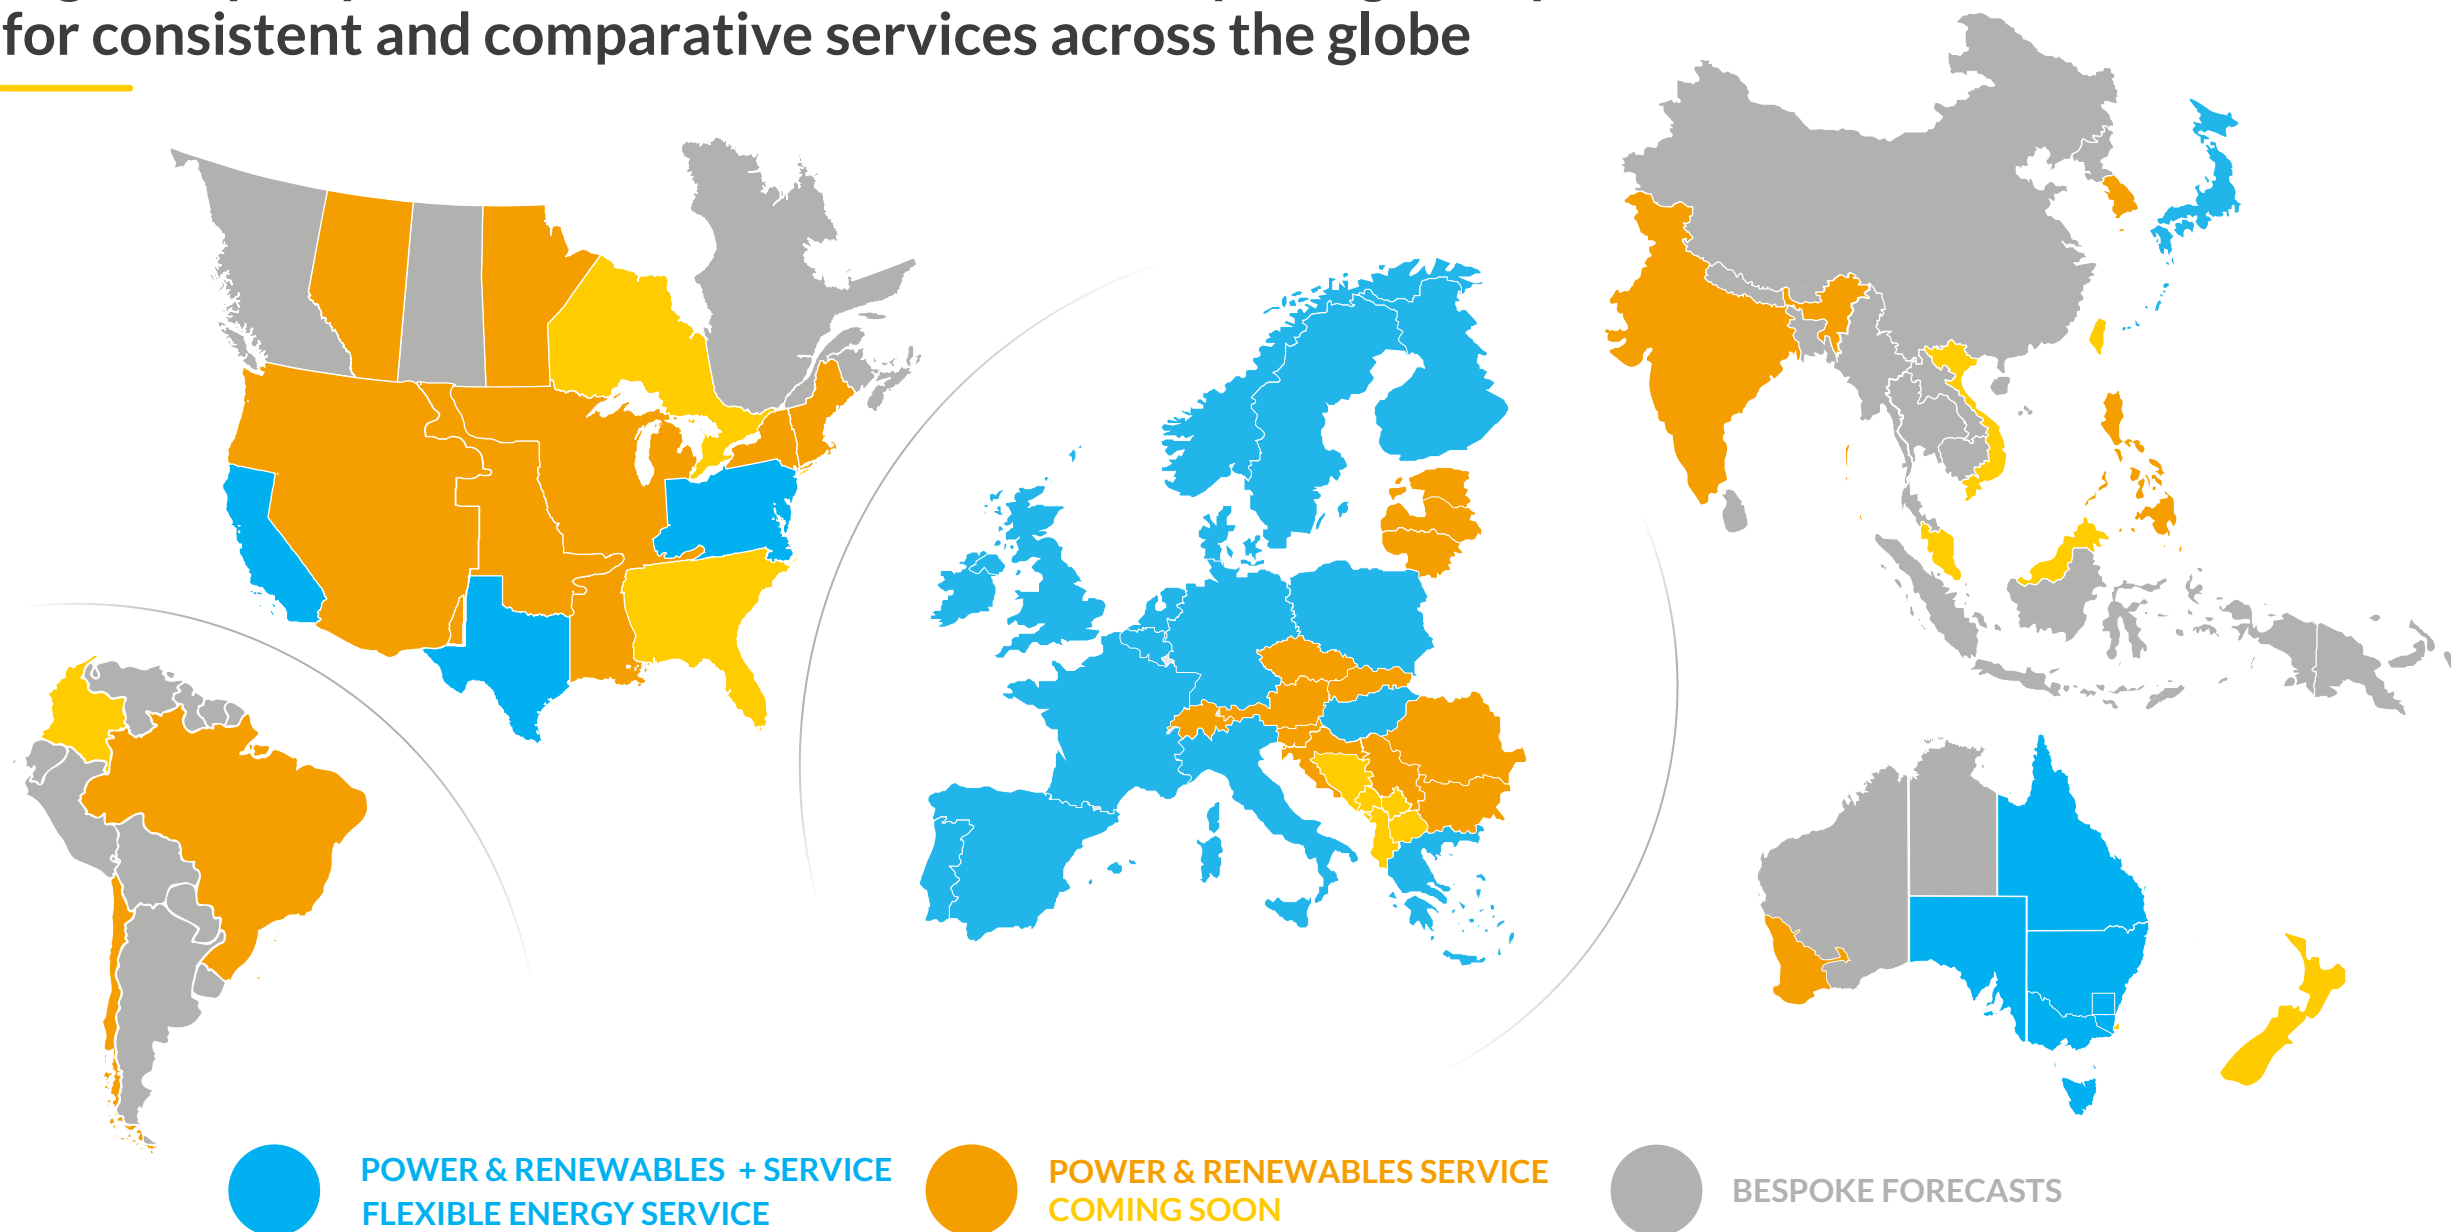 for consistent and comparative services across the globe
POWER & RENEWABLES + SERVICE
FLEXIBLE ENERGY SERVICE
POWER & RENEWABLES SERVICE
COMING SOON
BESPOKE FORECASTS